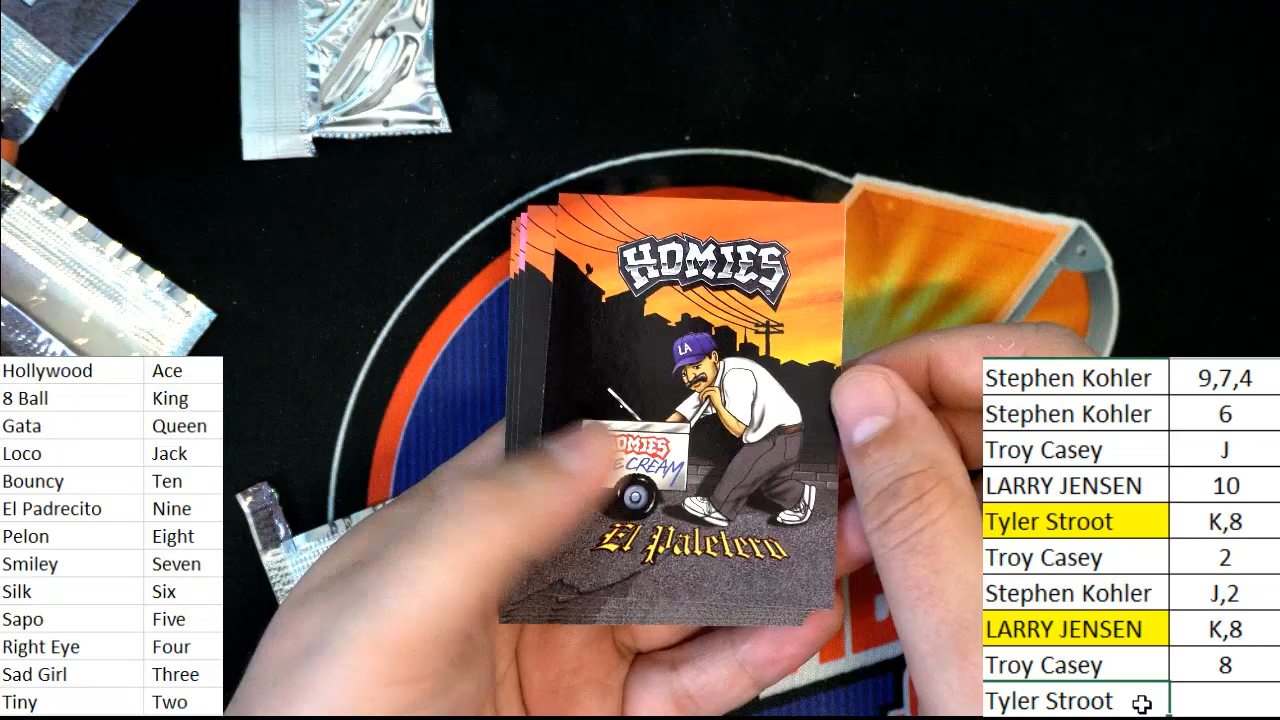 HOMIES
LA
HOMIES
CREAM
El Paletero
Hollywood Ace
8 Ball King
Gata Queen
Loco Jack
Bouncy Ten
El Padrecito Nine
Pelon Eight
Smiley Seven
Silk Six
Sapo Five
Right Eye Four
Sad Girl Three
Tiny Two
Stephen Kohler 9,7,4
Stephen Kohler 6
Troy Casey J
LARRY JENSEN 10
Tyler Stroot K,8
Troy Casey 2
Stephen Kohler J,2
LARRY JENSEN K,8
Troy Casey 8
Tyler Stroot